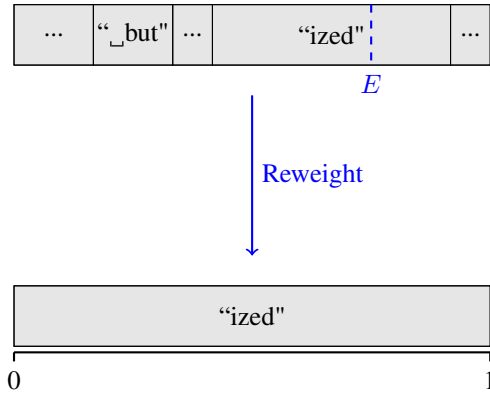 ... “␣but" ... “ized" ...
E
Reweight
“ized"
0 1